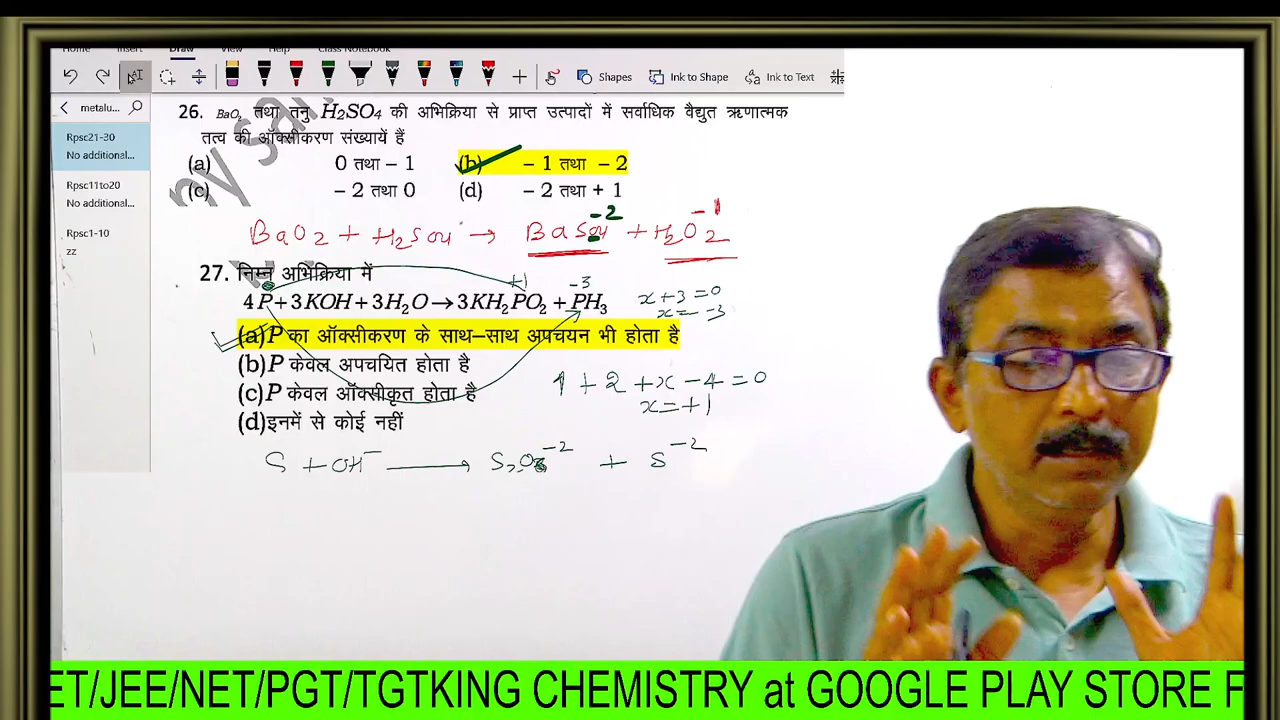 Home Insert Draw View Help Class Notebook
Shapes Ink to Shape Ink to Text
metalu...
Rpsc21-30
No additional...
Rpsc11to20
No additional...
Rpsc1-10
zz
26. BaO₂ तथा तनु H₂SO₄ की अभिक्रिया से प्राप्त उत्पादों में सर्वाधिक वैद्युत ऋणात्मक
तत्व की ऑक्सीकरण संख्यायें हैं
(a) 0 तथा – 1 (b) – 1 तथा – 2
(c) – 2 तथा 0 (d) – 2 तथा + 1
-2 -1
BaO2 + H2SO4 → BaSO4 + H2O2
27. निम्न अभिक्रिया में
+1 -3
4P+3KOH+3H₂O→3KH₂PO₂+PH₃
x+3=0
x=-3
(a)P का ऑक्सीकरण के साथ–साथ अपचयन भी होता है
(b)P केवल अपचयित होता है
(c)P केवल ऑक्सीकृत होता है
1+2+x-4=0
x=+1
(d)इनमें से कोई नहीं
S + OH⁻ → S₂O₃⁻² + S⁻²
ET/JEE/NET/PGT/TGTKING CHEMISTRY at GOOGLE PLAY STORE F